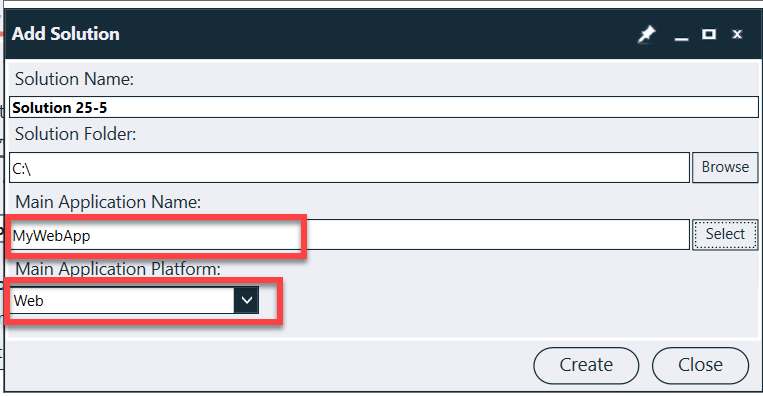 Add Solution
Solution Name:
Solution 25-5
Solution Folder:
C:\
Browse
Main Application Name:
MyWebApp
Select
Main Application Platform:
Web
Create
Close